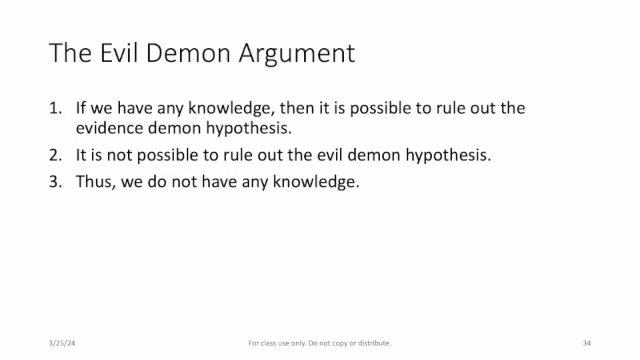 The Evil Demon Argument
1. If we have any knowledge, then it is possible to rule out the
evidence demon hypothesis.
2. It is not possible to rule out the evil demon hypothesis.
3. Thus, we do not have any knowledge.
3/25/24
For class use only. Do not copy or distribute.
34